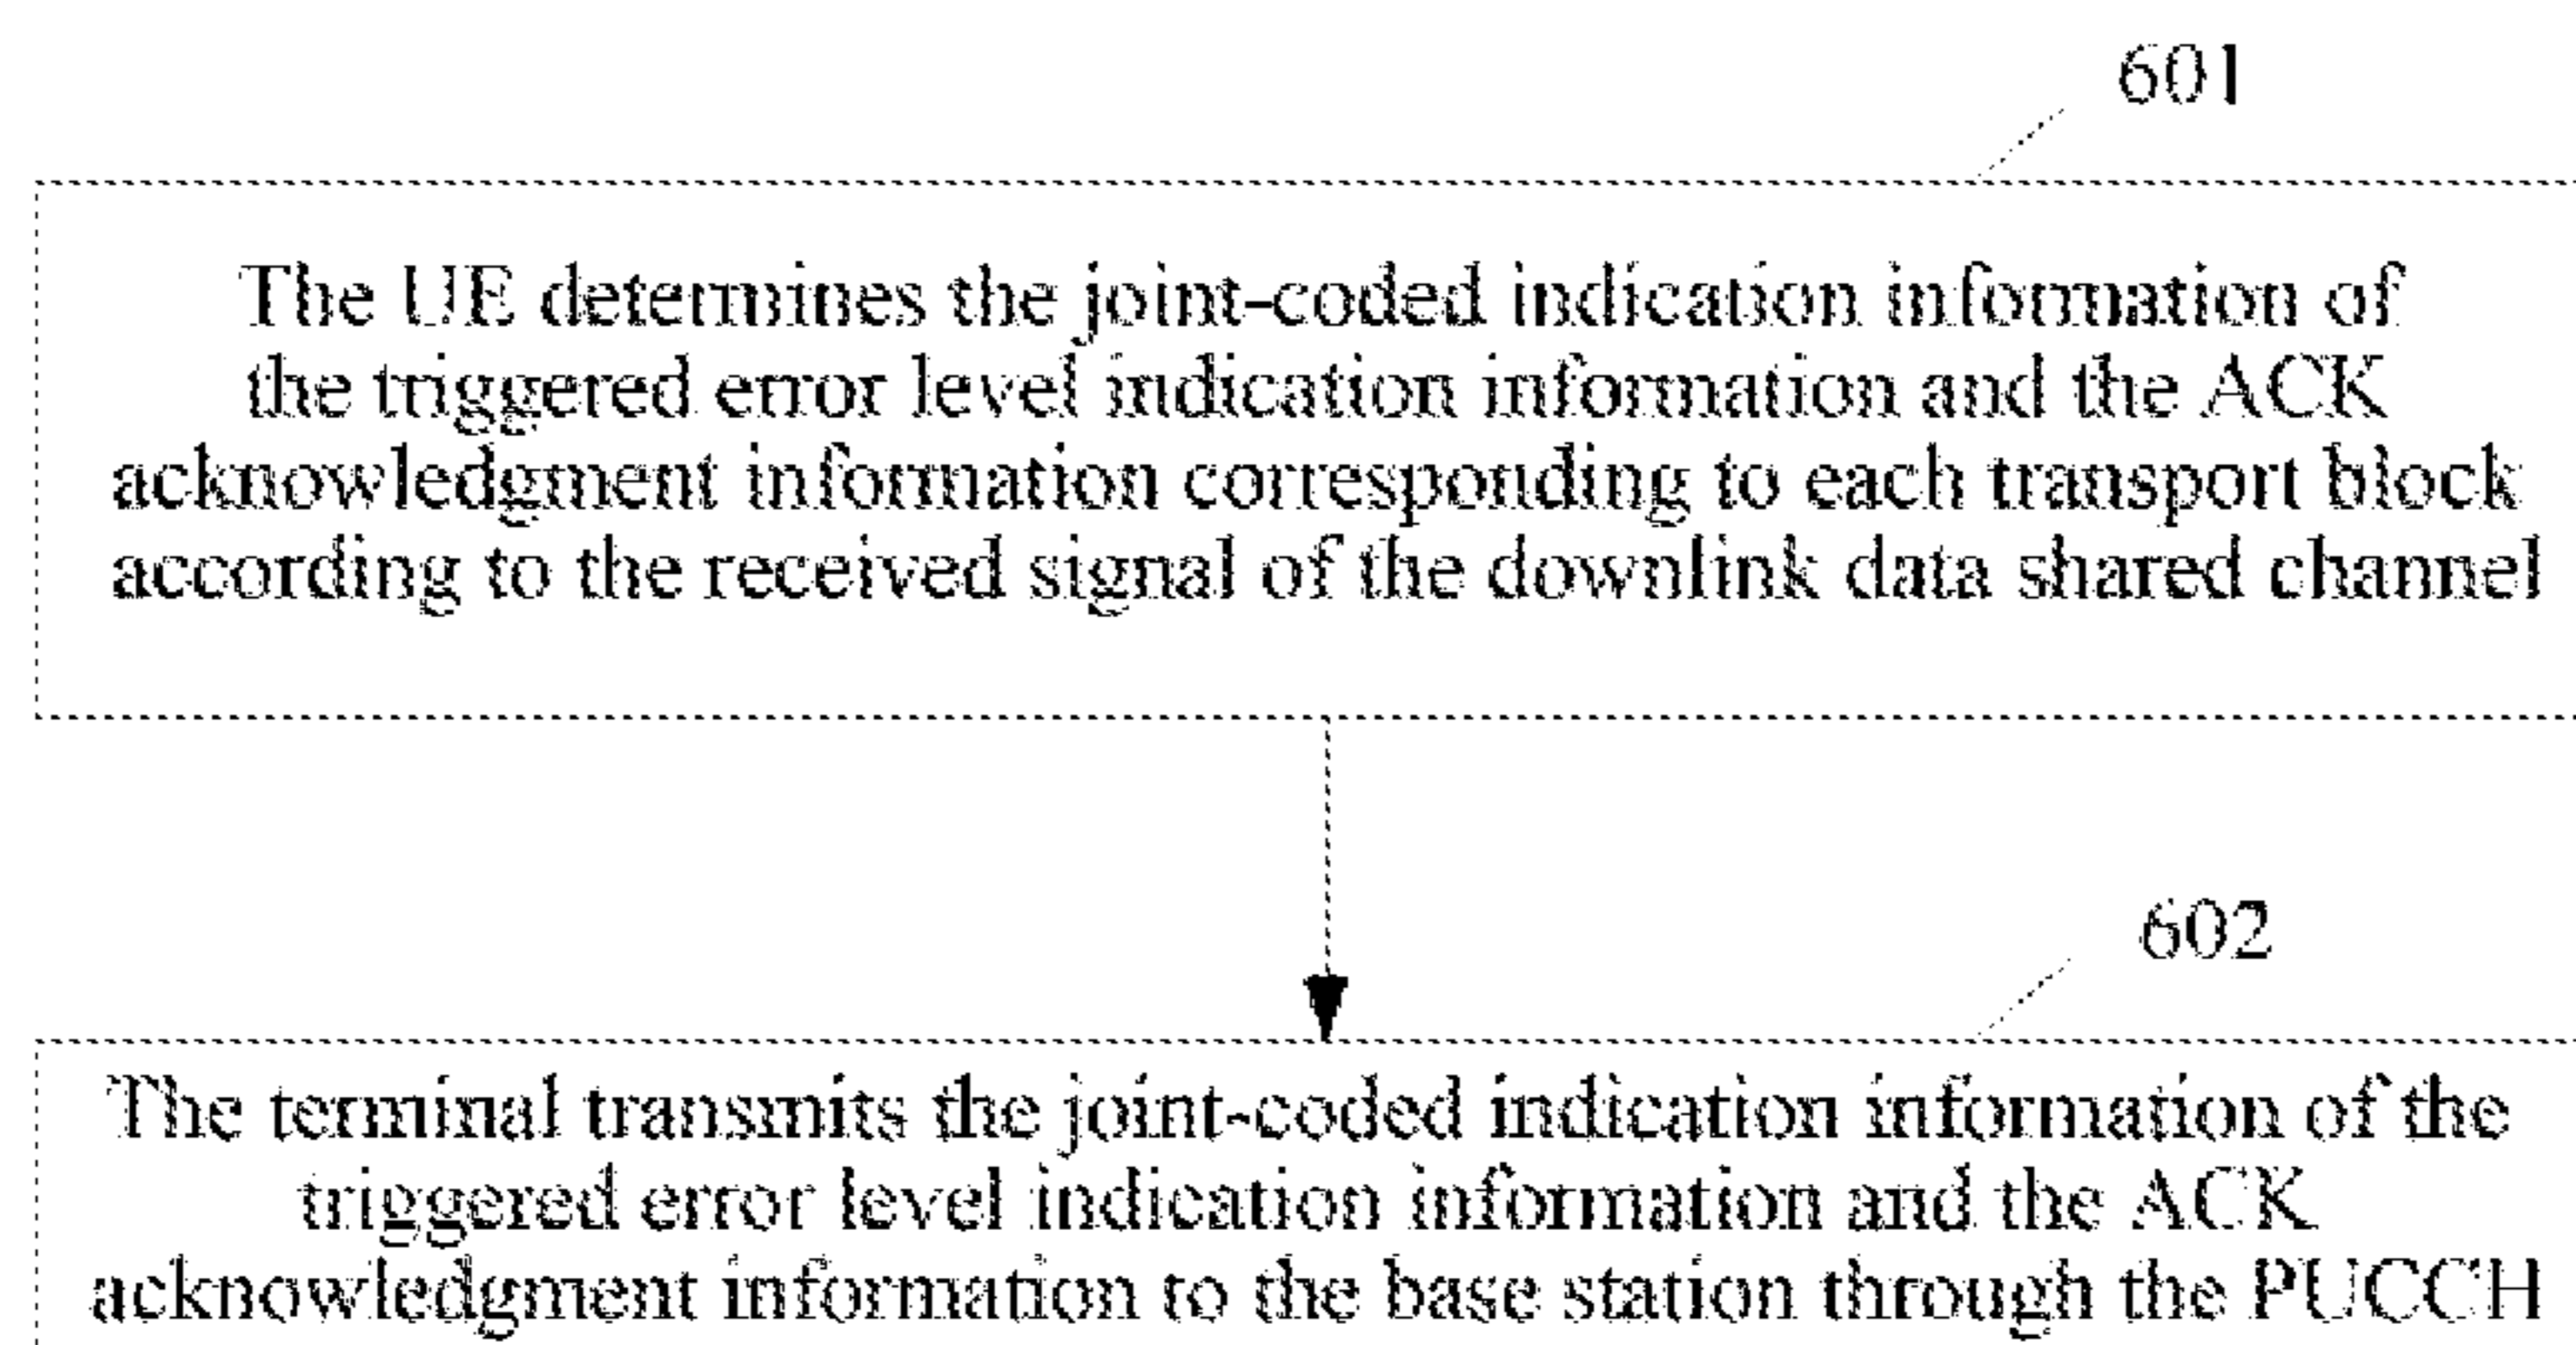 601
The UE determines the joint-coded indication information of
the triggered error level indication information and the ACK
acknowledgment information corresponding to each transport block
according to the received signal of the downlink data shared channel
602
The terminal transmits the joint-coded indication information of the
triggered error level indication information and the ACK
acknowledgment information to the base station through the PUCCH